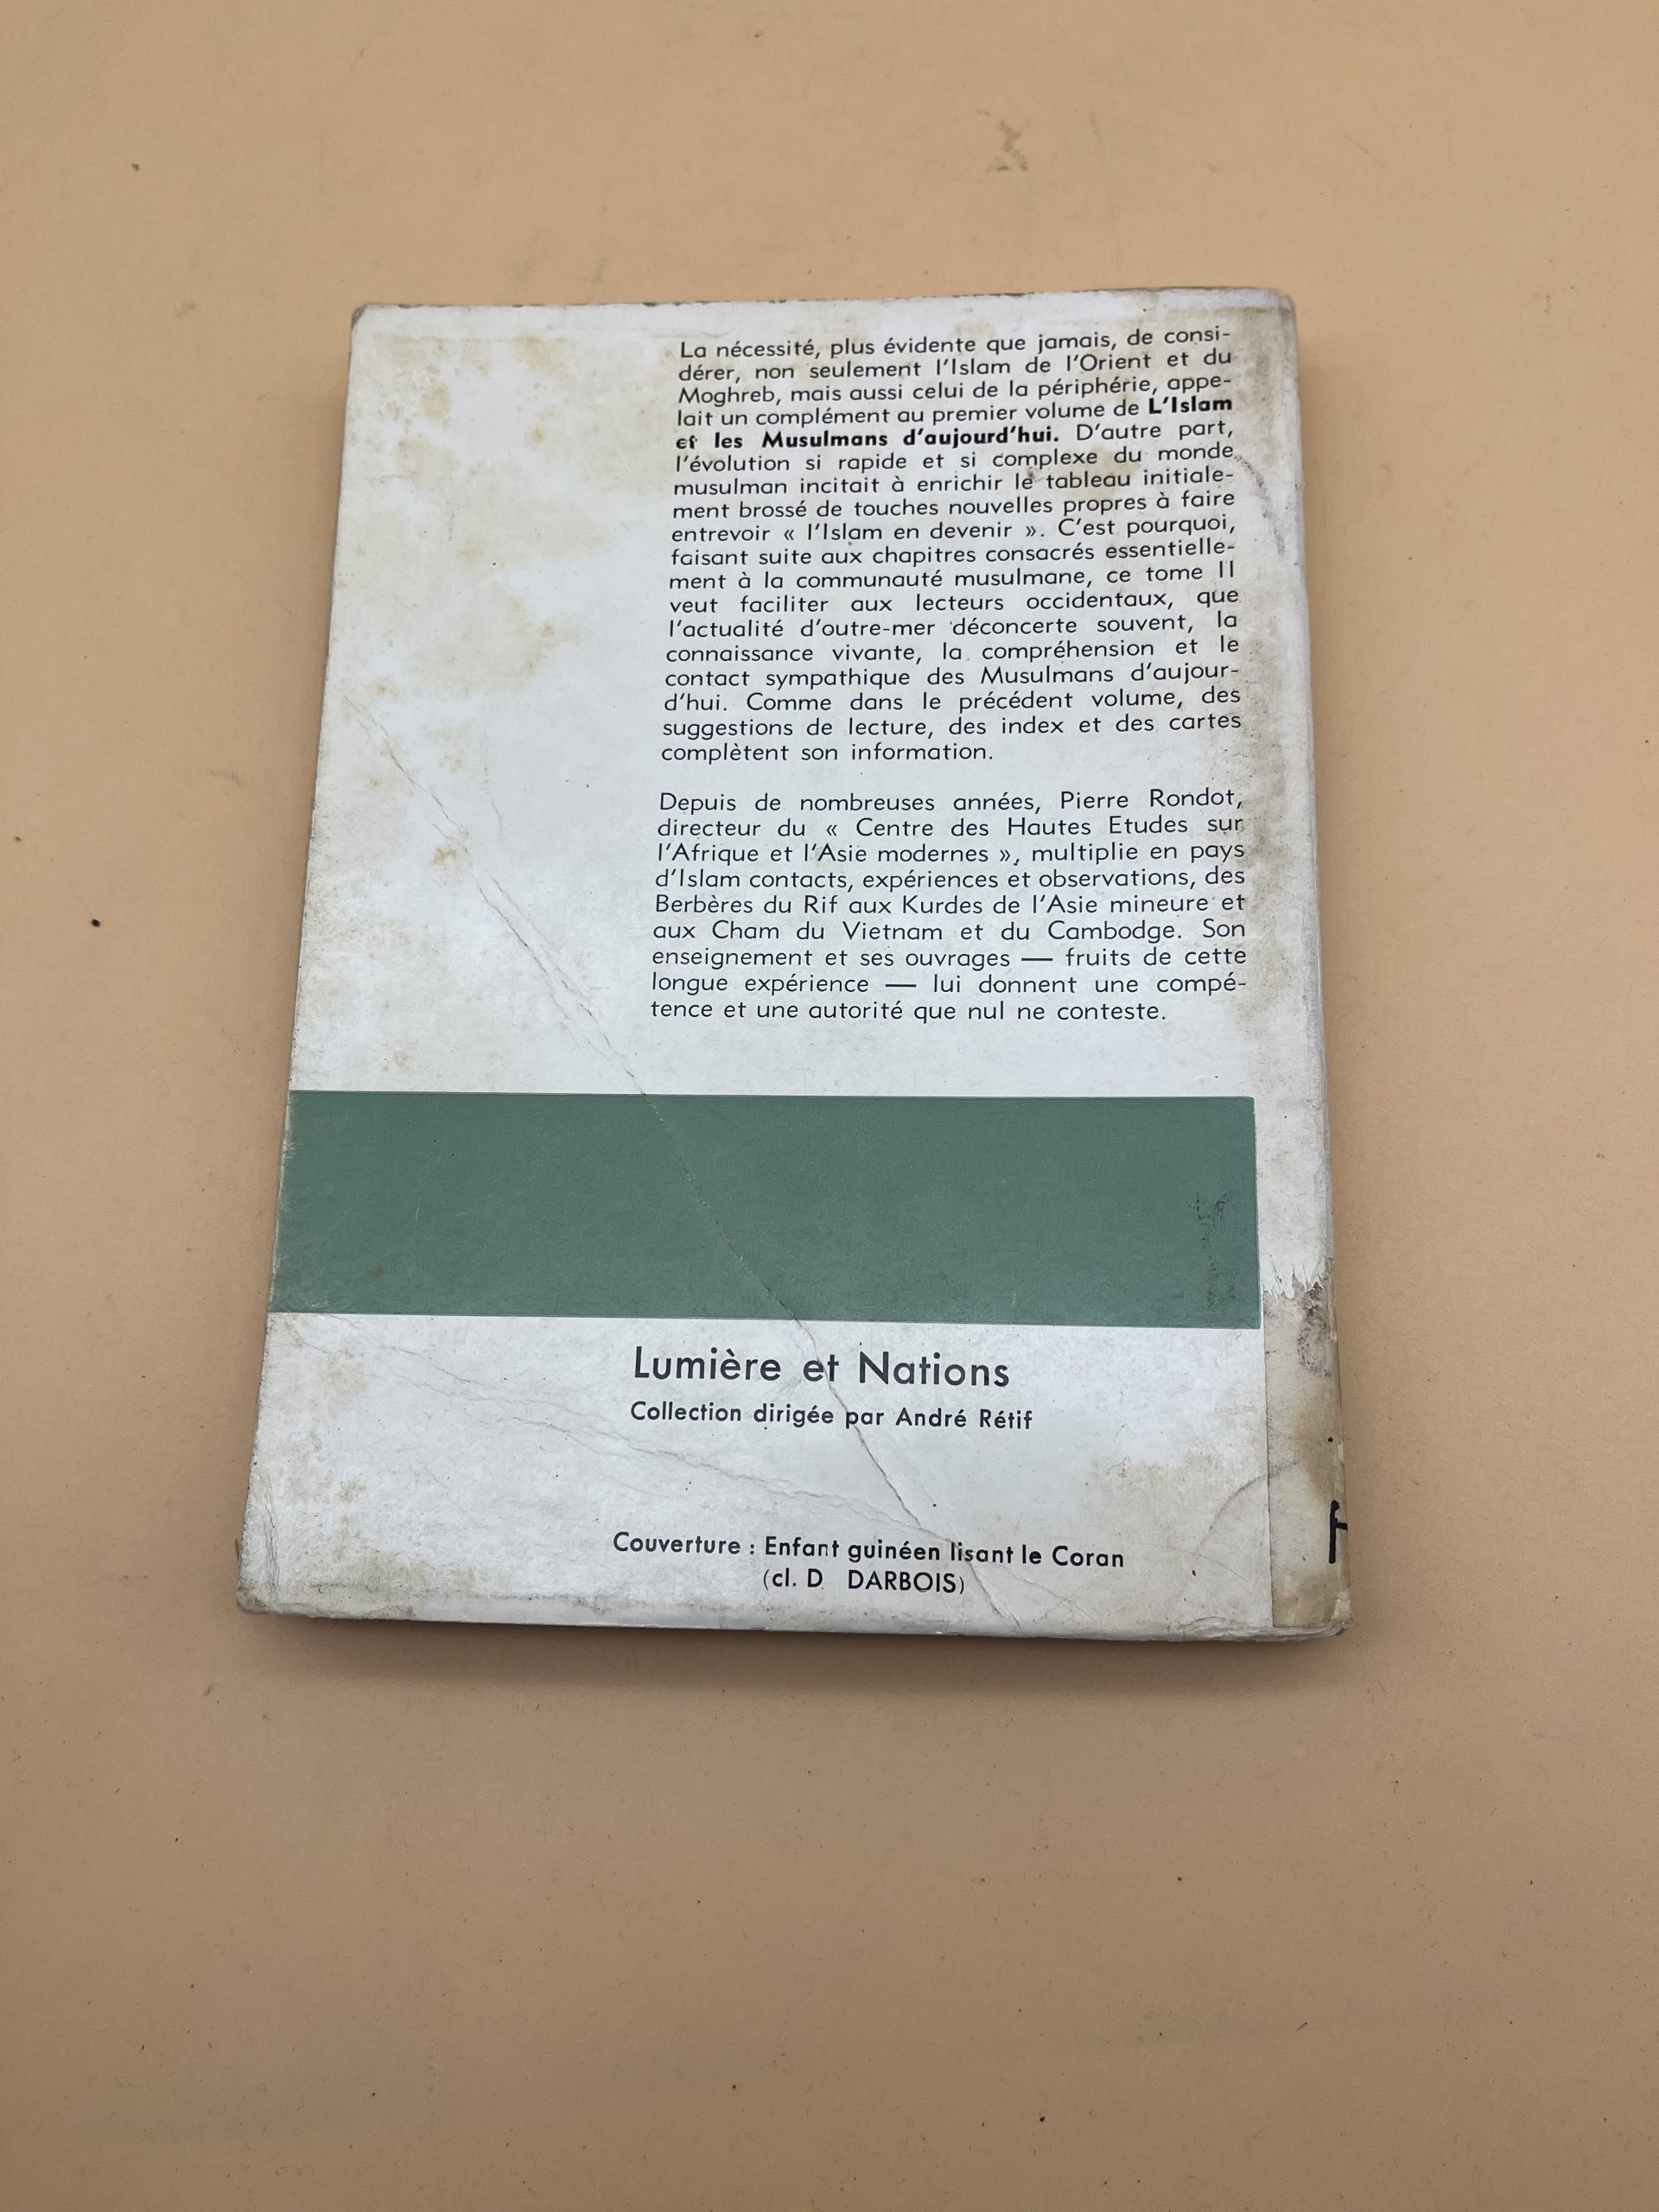 La nécessité, plus évidente que jamais, de consi-
dérer, non seulement l'Islam de l'Orient et du
Moghreb, mais aussi celui de la périphérie, appe-
lait un complément au premier volume de L'Islam
et les Musulmans d'aujourd'hui. D'autre part,
l'évolution si rapide et si complexe du monde
musulman incitait à enrichir le tableau initiale-
ment brossé de touches nouvelles propres à faire
entrevoir « l'Islam en devenir ». C'est pourquoi,
faisant suite aux chapitres consacrés essentielle-
ment à la communauté musulmane, ce tome II
veut faciliter aux lecteurs occidentaux, que
l'actualité d'outre-mer déconcerte souvent, la
connaissance vivante, la compréhension et le
contact sympathique des Musulmans d'aujour-
d'hui. Comme dans le précédent volume, des
suggestions de lecture, des index et des cartes
complètent son information.
Depuis de nombreuses années, Pierre Rondot,
directeur du « Centre des Hautes Etudes sur
l'Afrique et l'Asie modernes », multiplie en pays
d'Islam contacts, expériences et observations, des
Berbères du Rif aux Kurdes de l'Asie mineure et
aux Cham du Vietnam et du Cambodge. Son
enseignement et ses ouvrages — fruits de cette
longue expérience — lui donnent une compé-
tence et une autorité que nul ne conteste.
Lumière et Nations
Collection dirigée par André Rétif
Couverture : Enfant guinéen lisant le Coran
(cl. D DARBOIS)